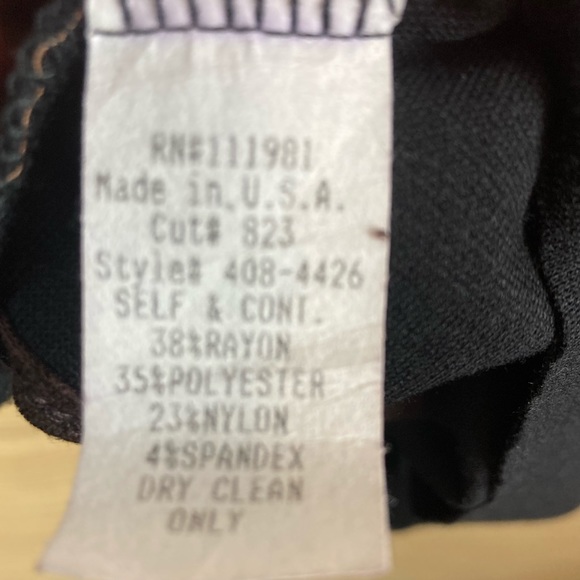 RN#111981
Made in U.S.A.
Cut# 823
Style# 408-4426
SELF & CONT.
38%RAYON
35%POLYESTER
23%NYLON
4%SPANDEX
DRY CLEAN
ONLY